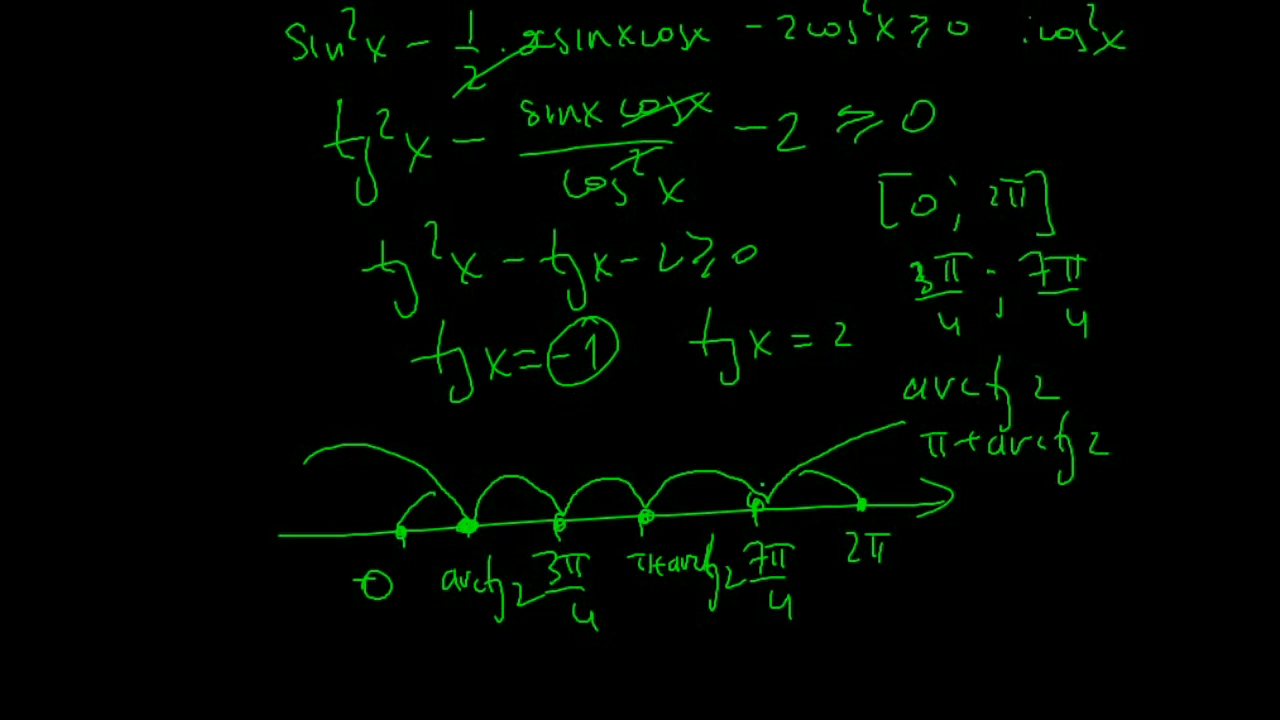 sin²x - 1/2 · 2sinxcosx - 2cos²x ≥ 0 :cos²x
tg²x - sinx cosx / cos²x - 2 ≥ 0
[0; 2π]
tg²x - tgx - 2 ≥ 0
3π/4 ; 7π/4
tgx = -1 tgx = 2
arctg 2
π + arctg 2
0 arctg 2 3π/4 π+arctg 2 7π/4 2π